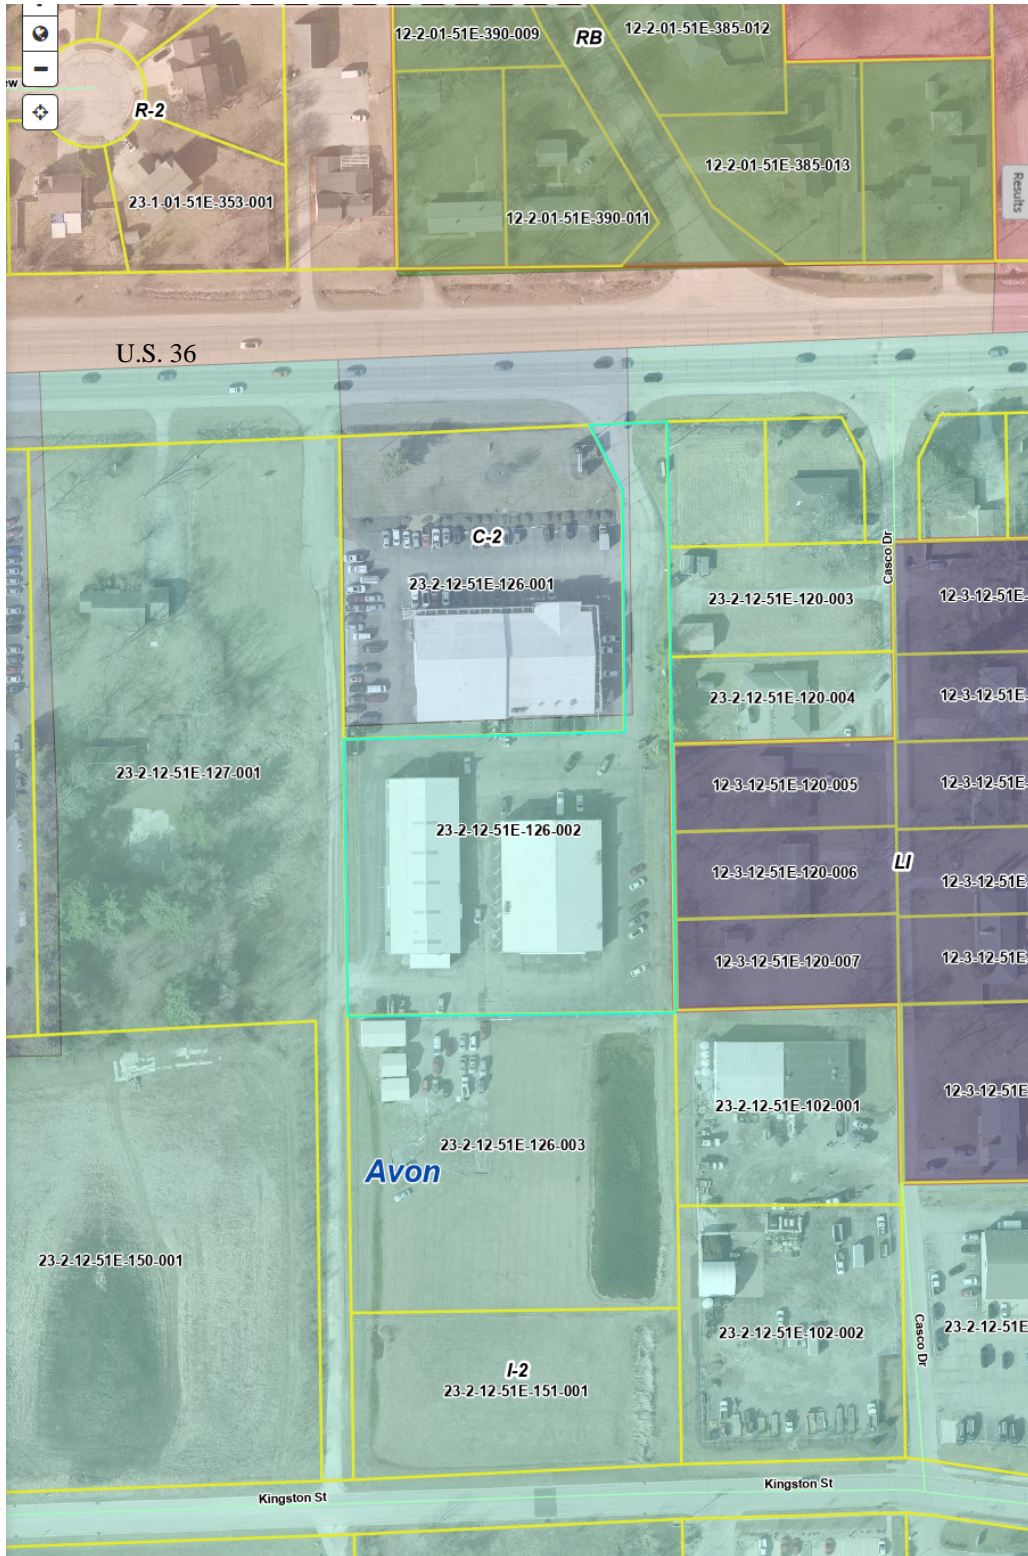 12-2-01-51E-390-009
RB
12-2-01-51E-385-012
ew
R-2
12-2-01-51E-385-013
Results
23-1-01-51E-353-001
12-2-01-51E-390-011
U.S. 36
C-2
Casco Dr
23-2-12-51E-126-001
23-2-12-51E-120-003
12-3-12-51E-
23-2-12-51E-120-004
12-3-12-51E-
23-2-12-51E-127-001
12-3-12-51E-120-005
12-3-12-51E-
23-2-12-51E-126-002
12-3-12-51E-120-006
LI
12-3-12-51E-
12-3-12-51E-120-007
12-3-12-51E-
23-2-12-51E-102-001
12-3-12-51E
23-2-12-51E-126-003
Avon
23-2-12-51E-150-001
23-2-12-51E-102-002
Casco Dr
23-2-12-51E
I-2
23-2-12-51E-151-001
Kingston St
Kingston St